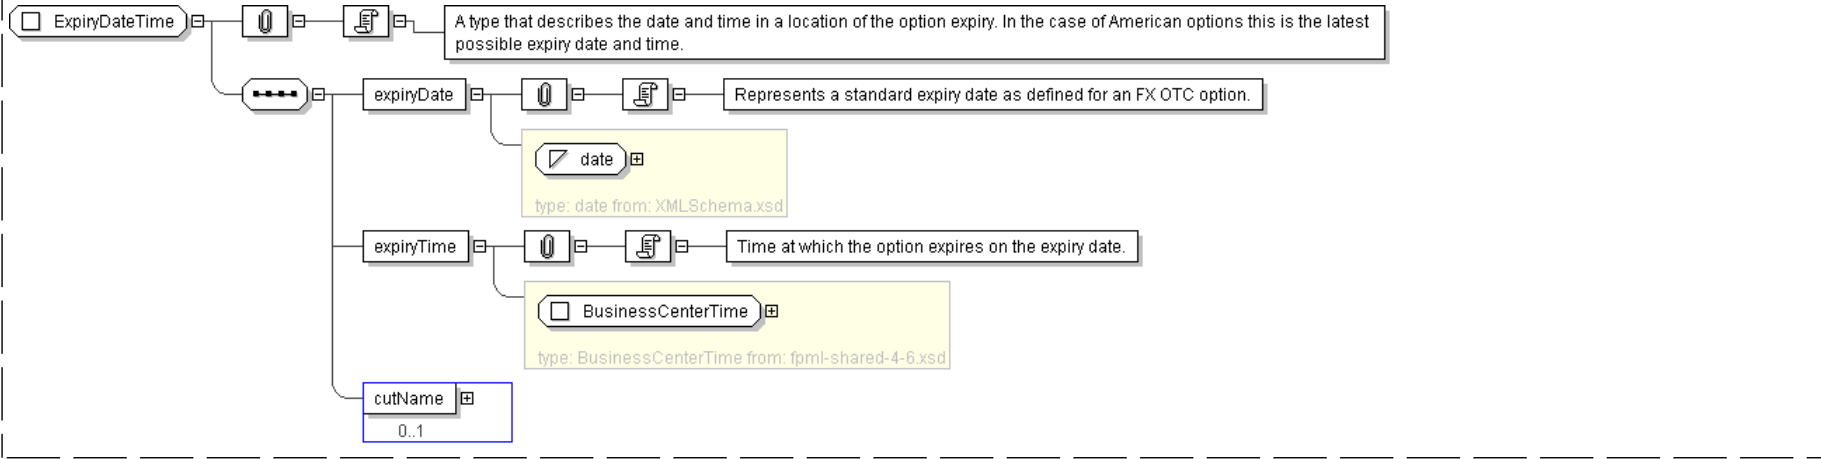 ExpiryDateTime
A type that describes the date and time in a location of the option expiry. In the case of American options this is the latest
possible expiry date and time.
expiryDate
Represents a standard expiry date as defined for an FX OTC option.
date
type: date from: XMLSchema.xsd
expiryTime
Time at which the option expires on the expiry date.
BusinessCenterTime
type: BusinessCenterTime from: fpml-shared-4-6.xsd
cutName
0..1